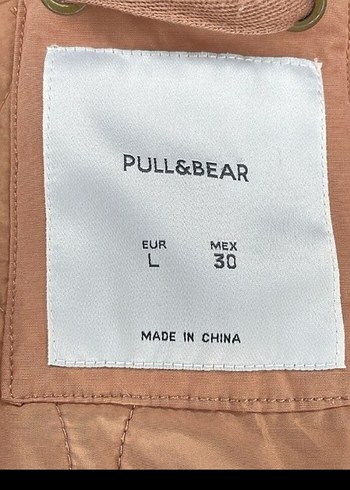 PULL&BEAR
EUR MEX
L 30
MADE IN CHINA